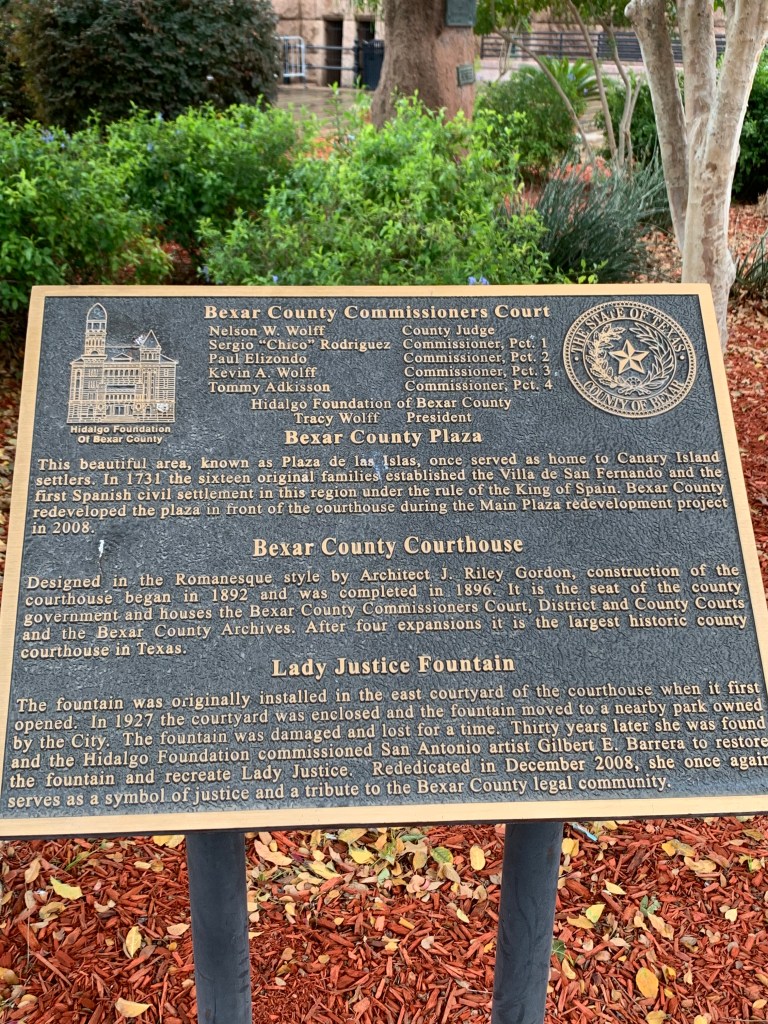 Bexar County Commissioners Court
Nelson W. Wolff County Judge
Sergio “Chico” Rodriguez Commissioner, Pct. 1
Paul Elizondo Commissioner, Pct. 2
Kevin A. Wolff Commissioner, Pct. 3
Tommy Adkisson Commissioner, Pct. 4
Hidalgo Foundation of Bexar County
Tracy Wolff President
Hidalgo Foundation
Of Bexar County
THE STATE OF TEXAS
COUNTY OF BEXAR
Bexar County Plaza
This beautiful area, known as Plaza de las Islas, once served as home to Canary Island
settlers. In 1731 the sixteen original families established the Villa de San Fernando and the
first Spanish civil settlement in this region under the rule of the King of Spain. Bexar County
redeveloped the plaza in front of the courthouse during the Main Plaza redevelopment project
in 2008.
Bexar County Courthouse
Designed in the Romanesque style by Architect J. Riley Gordon, construction of the
courthouse began in 1892 and was completed in 1896. It is the seat of the county
government and houses the Bexar County Commissioners Court, District and County Courts
and the Bexar County Archives. After four expansions it is the largest historic county
courthouse in Texas.
Lady Justice Fountain
The fountain was originally installed in the east courtyard of the courthouse when it first
opened. In 1927 the courtyard was enclosed and the fountain moved to a nearby park owned
by the City. The fountain was damaged and lost for a time. Thirty years later she was found
and the Hidalgo Foundation commissioned San Antonio artist Gilbert E. Barrera to restore
the fountain and recreate Lady Justice. Rededicated in December 2008, she once again
serves as a symbol of justice and a tribute to the Bexar County legal community.